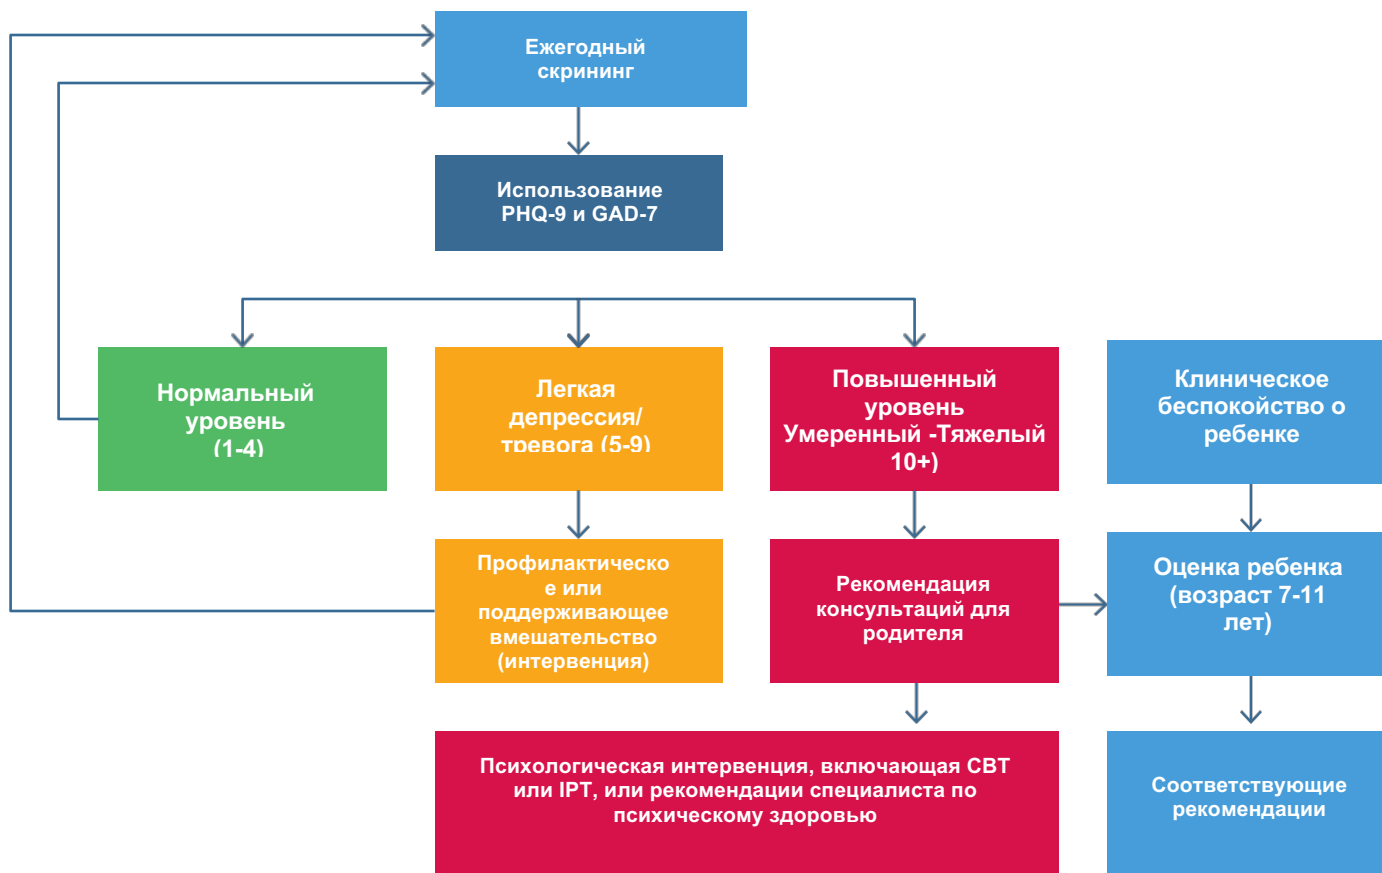 Ежегодный
скрининг
Использование
PHQ-9 и GAD-7
Нормальный
уровень
(1-4)
Легкая
депрессия/
тревога (5-9)
Повышенный
уровень
Умеренный -Тяжелый
10+)
Клиническое
беспокойство о
ребенке
Профилактическо
е или
поддерживающее
вмешательство
(интервенция)
Рекомендация
консультаций для
родителя
Оценка ребенка
(возраст 7-11
лет)
Психологическая интервенция, включающая СВТ
или IPT, или рекомендации специалиста по
психическому здоровью
Соответствующие
рекомендации